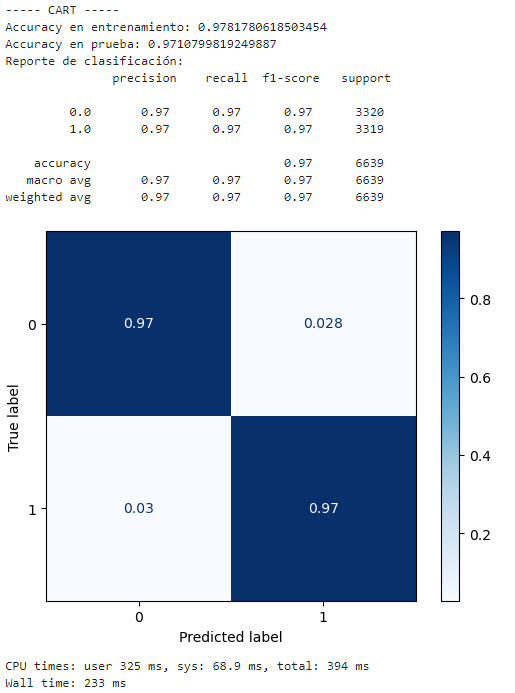 ----- CART -----
Accuracy en entrenamiento: 0.9781780618503454
Accuracy en prueba: 0.9710799819249887
Reporte de clasificación:
precision recall f1-score support
0.0 0.97 0.97 0.97 3320
1.0 0.97 0.97 0.97 3319
accuracy 0.97 6639
macro avg 0.97 0.97 0.97 6639
weighted avg 0.97 0.97 0.97 6639
0.8
0 0.97 0.028
0.6
True label
0.4
1 0.03 0.97
0.2
0 1
Predicted label
CPU times: user 325 ms, sys: 68.9 ms, total: 394 ms
Wall time: 233 ms